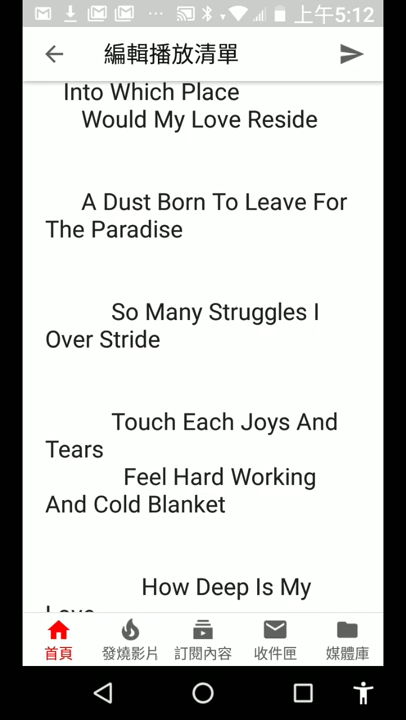 上午5:12
編輯播放清單
Into Which Place
Would My Love Reside
A Dust Born To Leave For
The Paradise
So Many Struggles I
Over Stride
Touch Each Joys And
Tears
Feel Hard Working
And Cold Blanket
How Deep Is My
Love
首頁
發燒影片
訂閱內容
收件匣
媒體庫